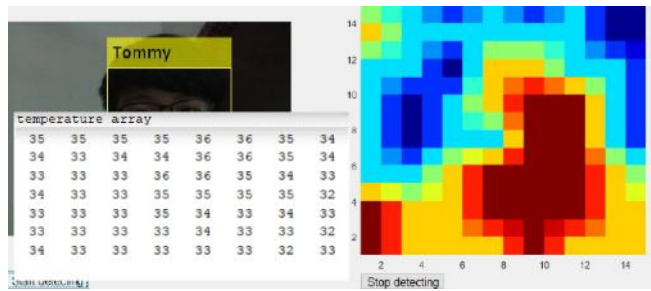 Tommy
temperature array
35 35 35 35 36 36 35 34
34 33 34 34 36 36 35 34
33 33 33 36 36 35 34 33
34 33 33 35 35 35 35 32
33 33 33 35 34 33 34 33
33 33 33 33 34 33 33 32
34 33 33 33 33 33 32 33
14
12
10
8
6
4
2
2 4 6 8 10 12 14
Stop detecting